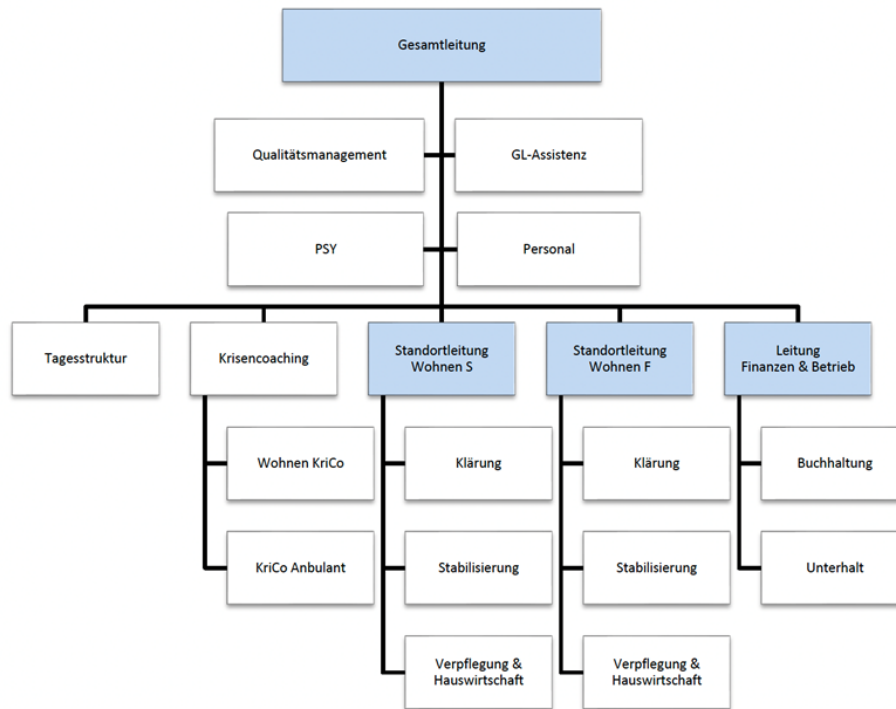 Gesamtleitung
Qualitätsmanagement
GL-Assistenz
PSY
Personal
Tagesstruktur
Krisencoaching
Standortleitung
Wohnen S
Standortleitung
Wohnen F
Leitung
Finanzen & Betrieb
Wohnen KriCo
Klärung
Klärung
Buchhaltung
KriCo Anbulant
Stabilisierung
Stabilisierung
Unterhalt
Verpflegung &
Hauswirtschaft
Verpflegung &
Hauswirtschaft